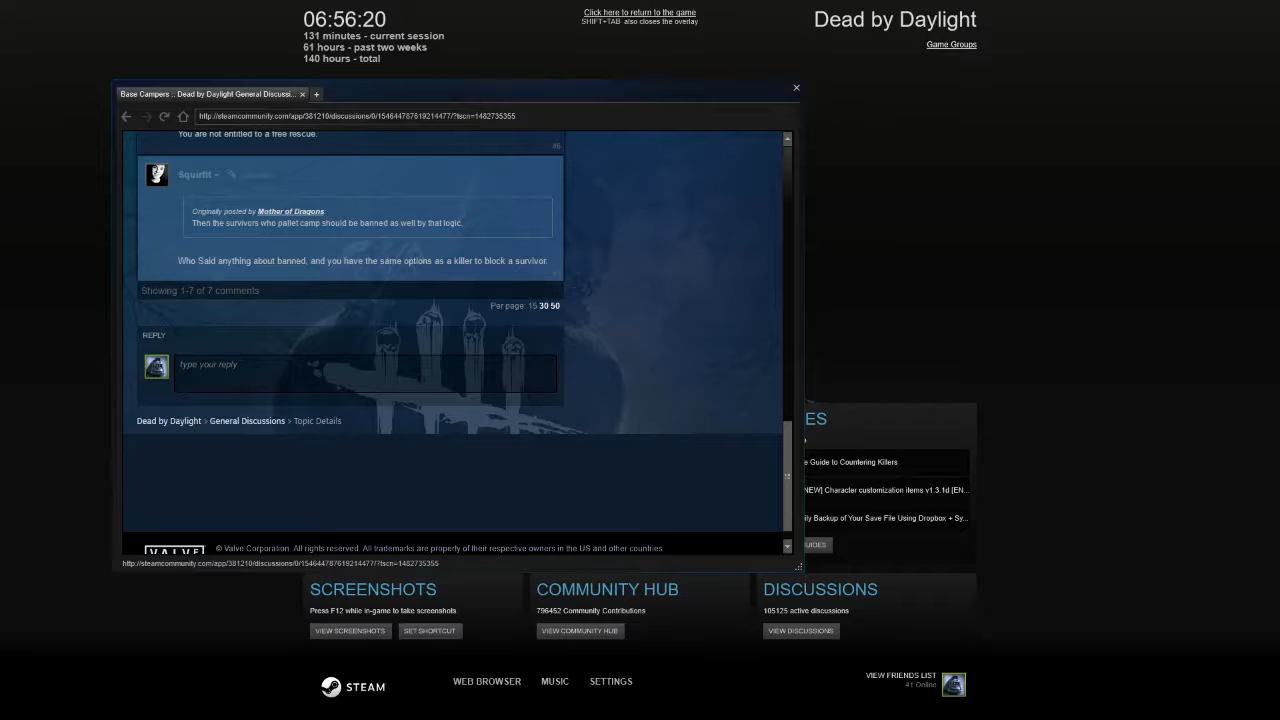 06:56:20
131 minutes - current session
61 hours - past two weeks
140 hours - total
Click here to return to the game
SHIFT+TAB also closes the overlay
Dead by Daylight
Game Groups
Base Campers :: Dead by Daylight General Discussi...
http://steamcommunity.com/app/381210/discussions/0/154644787619214477/?tscn=1482735355
You are not entitled to a free rescue.
#6
Originally posted by Mother of Dragons:
Then the survivors who pallet camp should be banned as well by that logic.
Who Said anything about banned, and you have the same options as a killer to block a survivor.
Showing 1-7 of 7 comments
Per page: 15 30 50
REPLY
type your reply
Dead by Daylight > General Discussions > Topic Details
VALVE
© Valve Corporation. All rights reserved. All trademarks are property of their respective owners in the US and other countries.
http://steamcommunity.com/app/381210/discussions/0/154644787619214477/?tscn=1482735355
ES
e Guide to Countering Killers
NEW] Character customization items v1.3.1d [EN...
ily Backup of Your Save File Using Dropbox + Sy...
UIDES
SCREENSHOTS
Press F12 while in-game to take screenshots
VIEW SCREENSHOTS
SET SHORTCUT
COMMUNITY HUB
796452 Community Contributions
VIEW COMMUNITY HUB
DISCUSSIONS
105125 active discussions
VIEW DISCUSSIONS
STEAM
WEB BROWSER
MUSIC
SETTINGS
VIEW FRIENDS LIST
41 Online